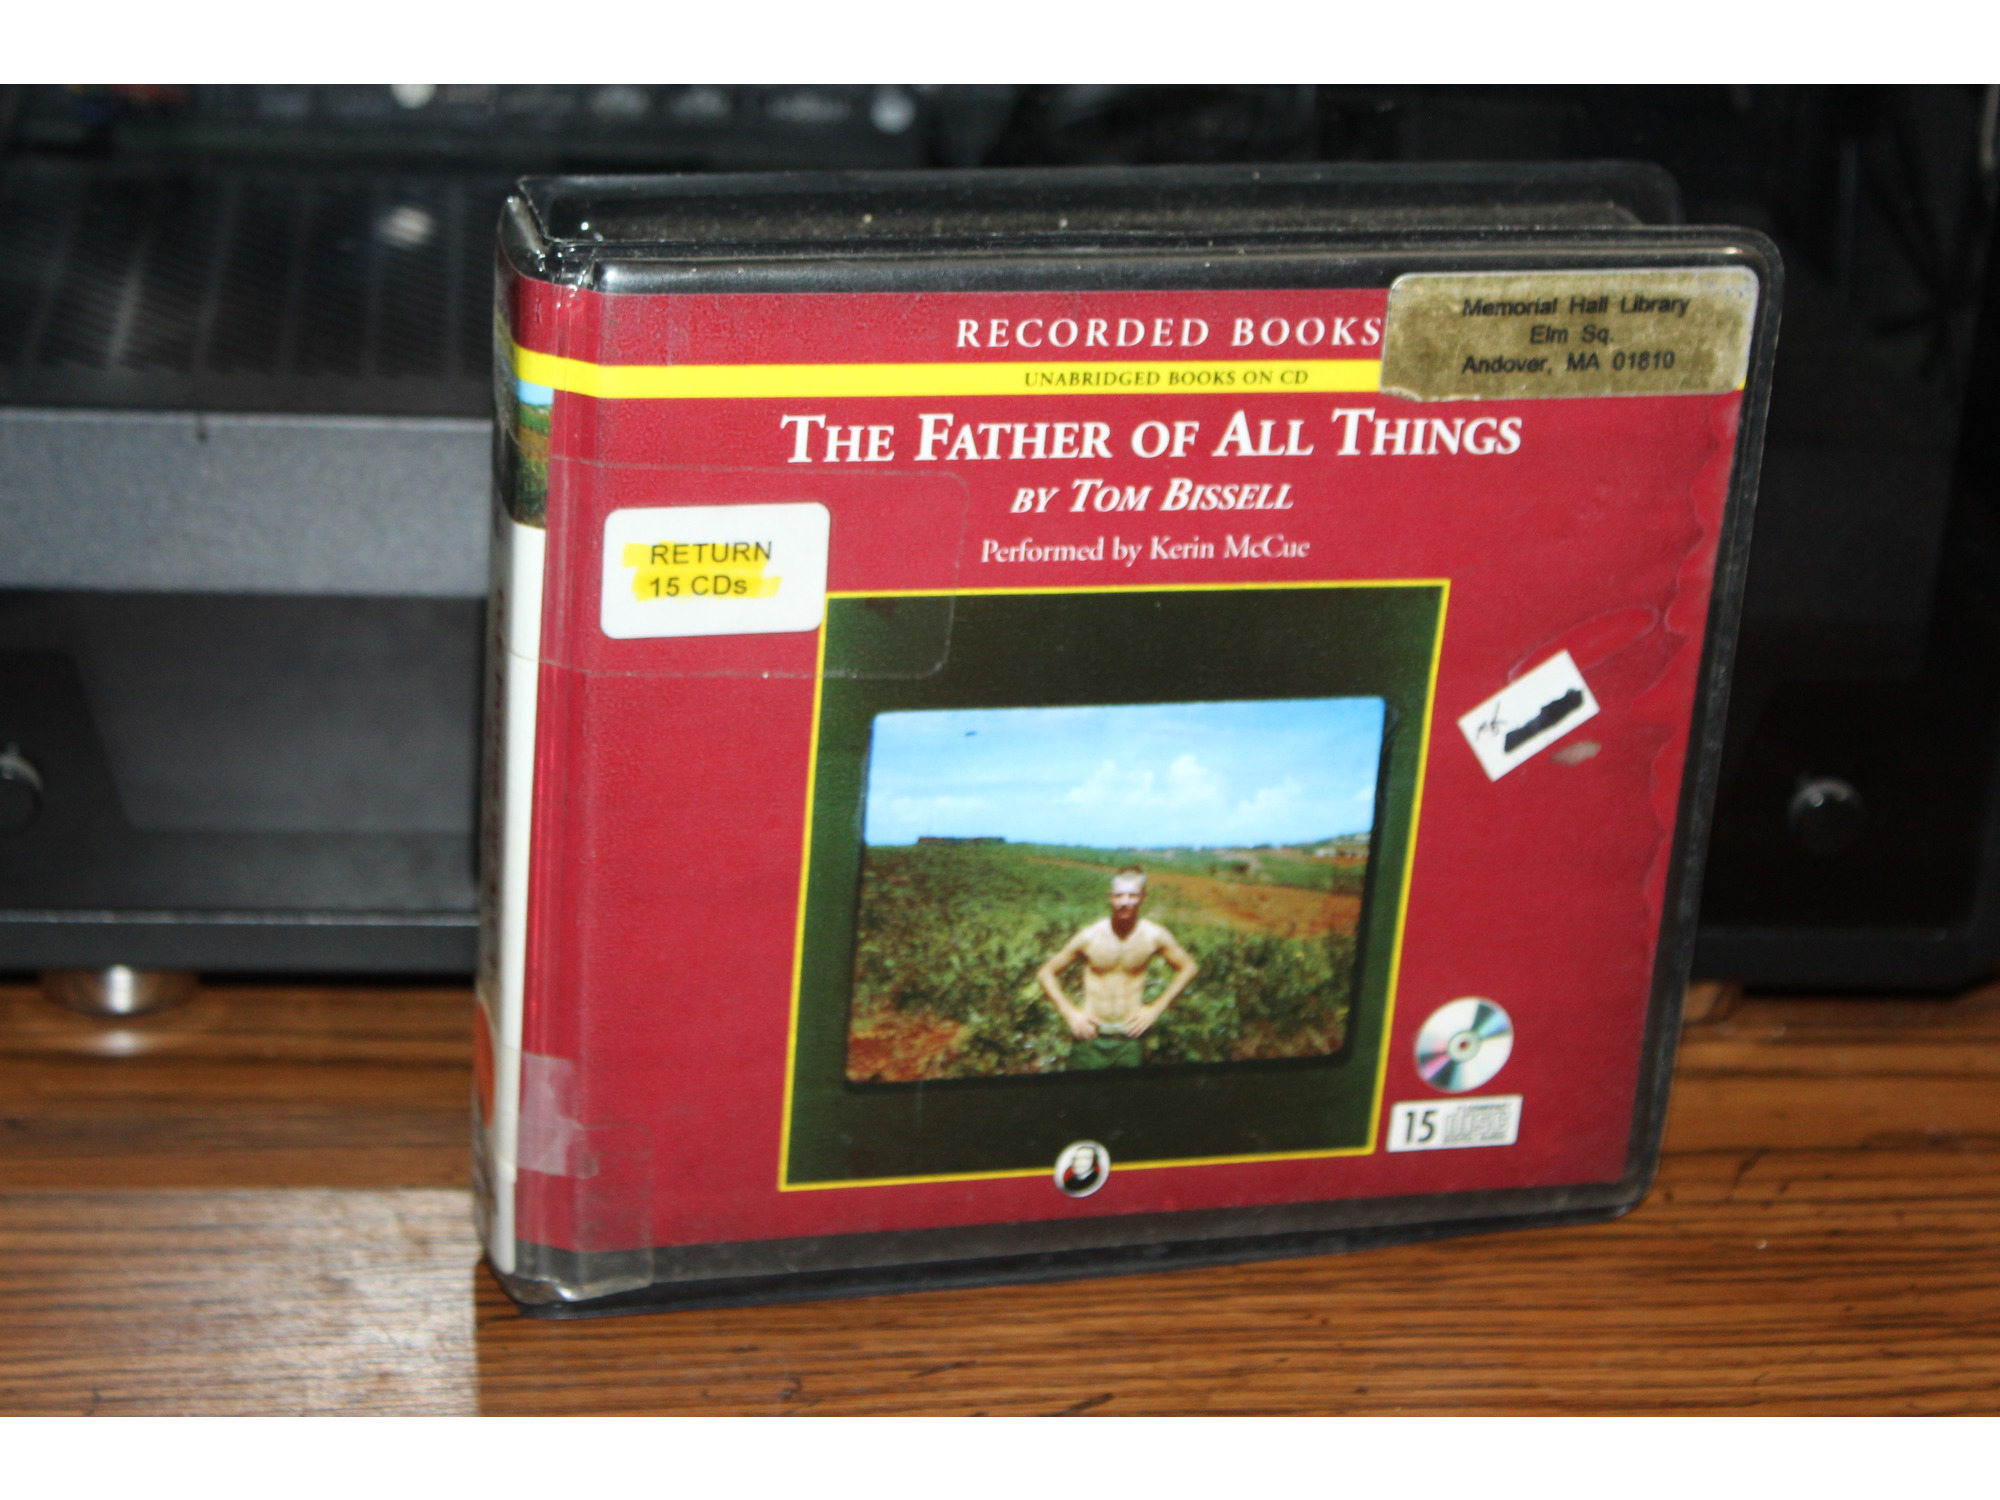 RECORDED BOOKS
Memorial Hall Library
Elm Sq.
Andover, MA 01810
UNABRIDGED BOOKS ON CD
THE FATHER OF ALL THINGS
BY TOM BISSELL
Performed by Kerin McCue
RETURN
15 CDs
15